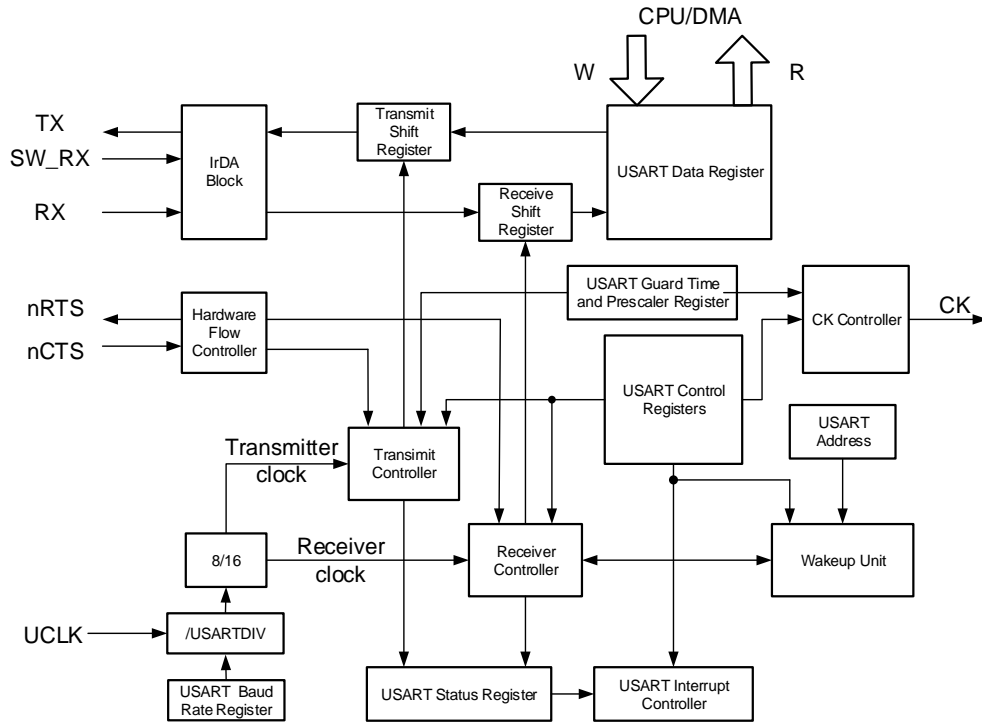 CPU/DMA
W
R
TX
SW_RX
RX
IrDA
Block
Transmit
Shift
Register
USART Data Register
Receive
Shift
Register
nRTS
nCTS
Hardware
Flow
Controller
USART Guard Time
and Prescaler Register
CK Controller
CK
USART Control
Registers
USART
Address
Transmitter
clock
Transimit
Controller
8/16
Receiver
clock
Receiver
Controller
Wakeup Unit
UCLK
/USARTDIV
USART Baud
Rate Register
USART Status Register
USART Interrupt
Controller